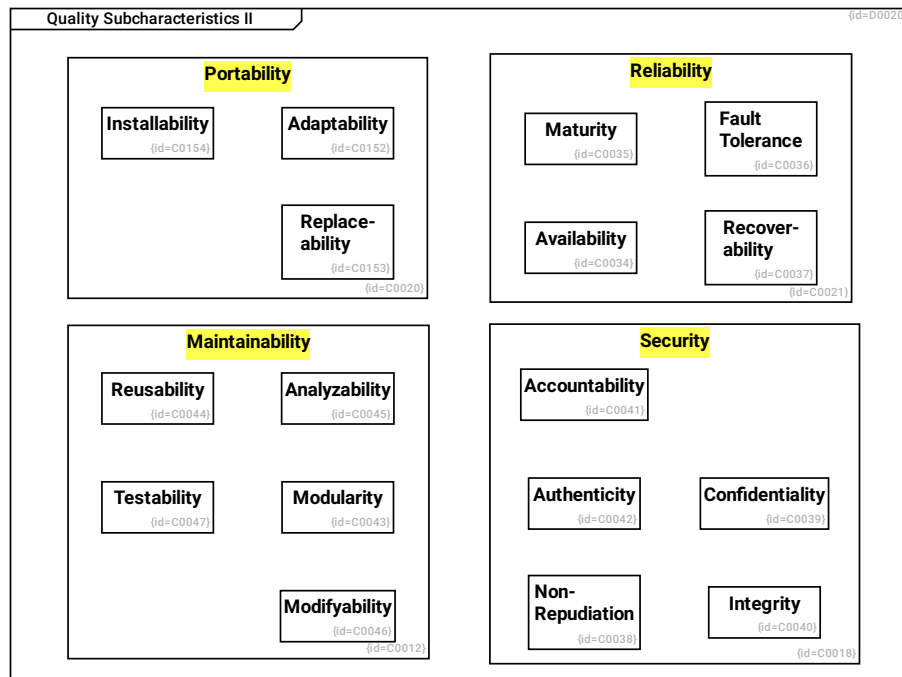 Quality Subcharacteristics II
{id=D0020}
Portability
Installability
{id=C0154}
Adaptability
{id=C0152}
Replace-
ability
{id=C0153}
{id=C0020}
Reliability
Maturity
{id=C0035}
Fault
Tolerance
{id=C0036}
Availability
{id=C0034}
Recover-
ability
{id=C0037}
{id=C0021}
Maintainability
Reusability
{id=C0044}
Analyzability
{id=C0045}
Testability
{id=C0047}
Modularity
{id=C0043}
Modifyability
{id=C0046}
{id=C0012}
Security
Accountability
{id=C0041}
Authenticity
{id=C0042}
Confidentiality
{id=C0039}
Non-
Repudiation
{id=C0038}
Integrity
{id=C0040}
{id=C0018}